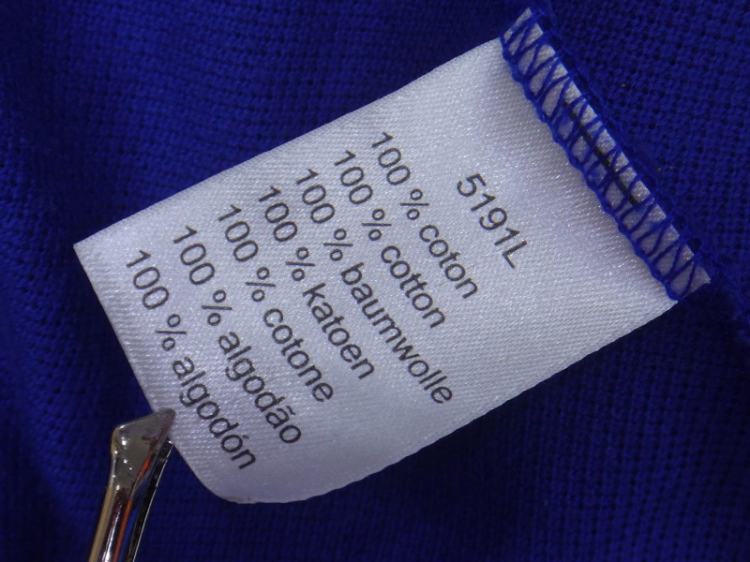 5191L
100 % coton
100 % cotton
100 % baumwolle
100 % katoen
100 % cotone
100 % algodão
100 % algodón